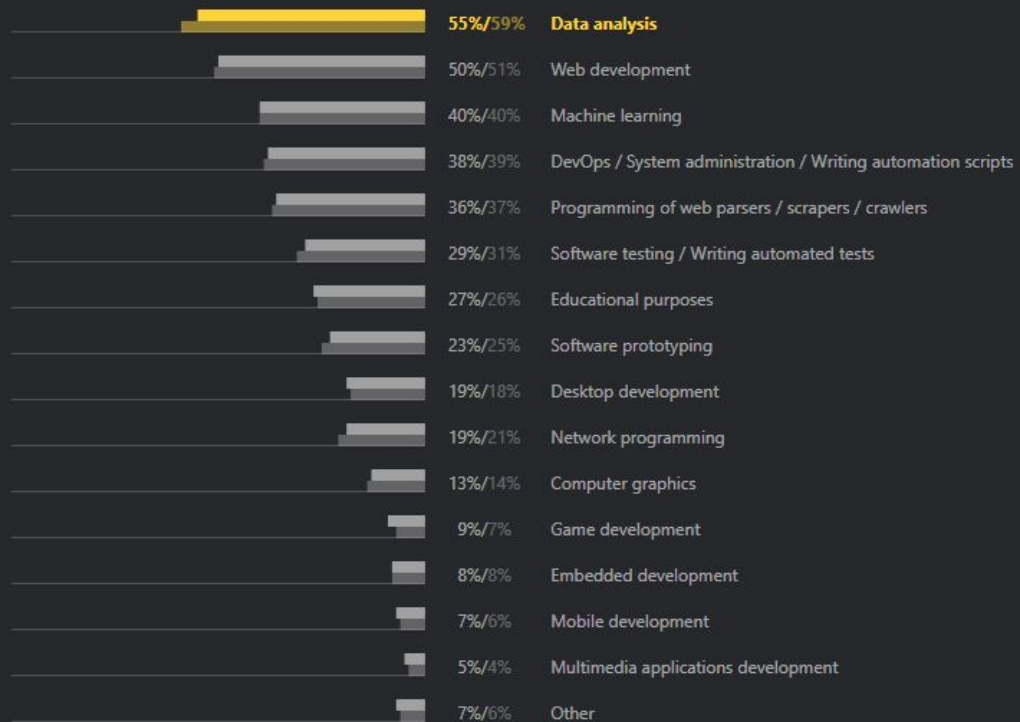 55%/59% Data analysis
50%/51% Web development
40%/40% Machine learning
38%/39% DevOps / System administration / Writing automation scripts
36%/37% Programming of web parsers / scrapers / crawlers
29%/31% Software testing / Writing automated tests
27%/26% Educational purposes
23%/25% Software prototyping
19%/18% Desktop development
19%/21% Network programming
13%/14% Computer graphics
9%/7% Game development
8%/8% Embedded development
7%/6% Mobile development
5%/4% Multimedia applications development
7%/6% Other